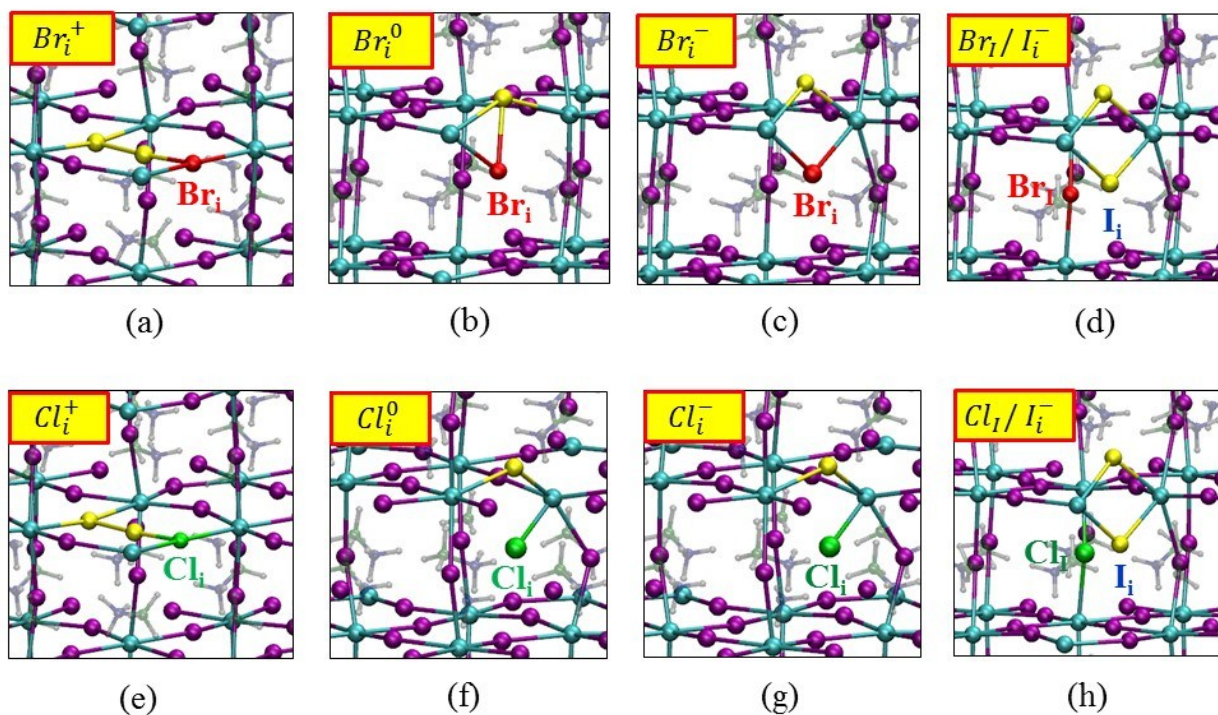 Br_i^+
Br_i^0
Br_i^-
Br_I/ I_i^-
Br_i
Br_i
Br_i
Br_I
I_i
(a)
(b)
(c)
(d)
Cl_i^+
Cl_i^0
Cl_i^-
Cl_I/ I_i^-
Cl_i
Cl_i
Cl_i
Cl_I
I_i
(e)
(f)
(g)
(h)